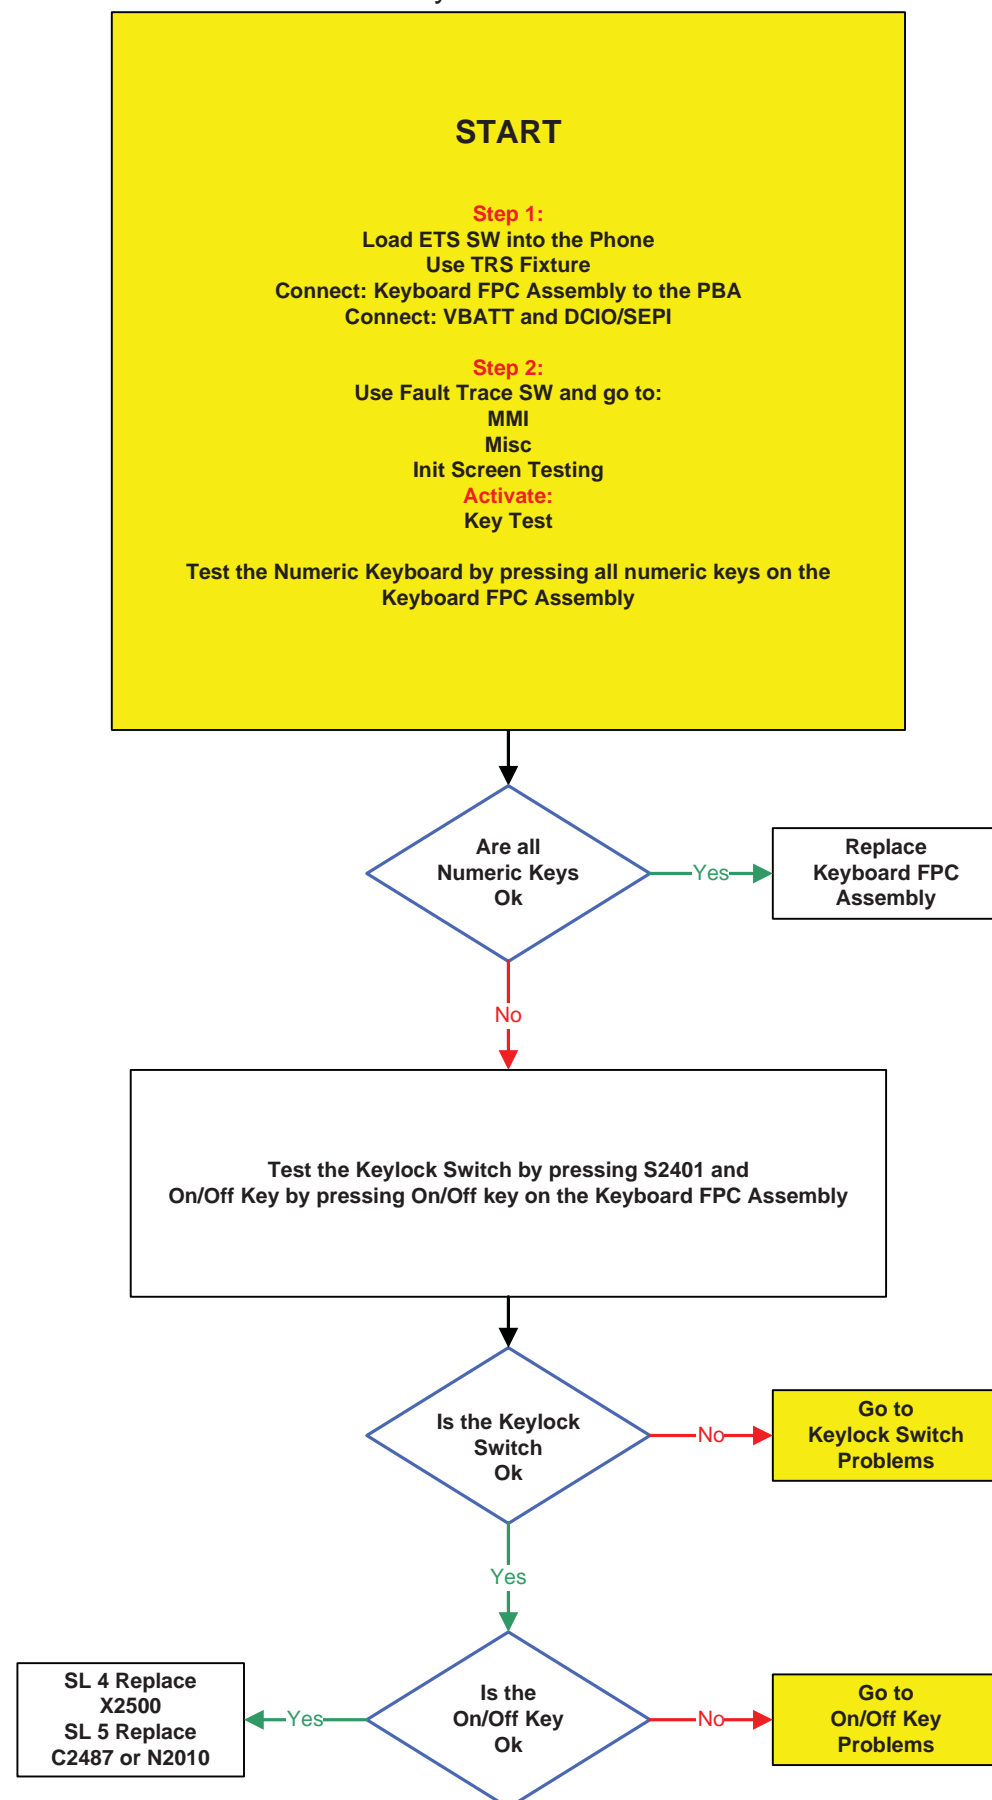 START
Step 1:
Load ETS SW into the Phone
Use TRS Fixture
Connect: Keyboard FPC Assembly to the PBA
Connect: VBATT and DCIO/SEPI
Step 2:
Use Fault Trace SW and go to:
MMI
Misc
Init Screen Testing
Activate:
Key Test
Test the Numeric Keyboard by pressing all numeric keys on the
Keyboard FPC Assembly
Are all
Numeric Keys
Ok
Yes
Replace
Keyboard FPC
Assembly
No
Test the Keylock Switch by pressing S2401 and
On/Off Key by pressing On/Off key on the Keyboard FPC Assembly
Is the Keylock
Switch
Ok
No
Go to
Keylock Switch
Problems
Yes
SL 4 Replace
X2500
SL 5 Replace
C2487 or N2010
Yes
Is the
On/Off Key
Ok
No
Go to
On/Off Key
Problems